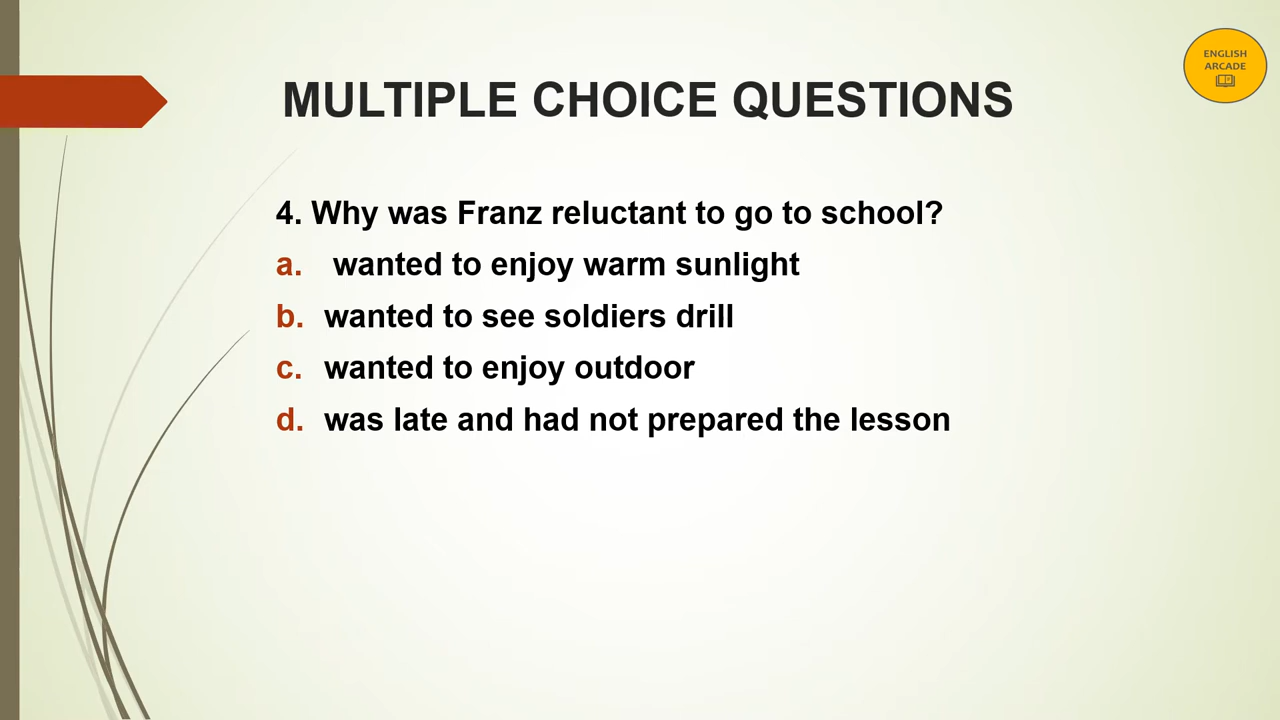 ENGLISH
ARCADE
MULTIPLE CHOICE QUESTIONS
4. Why was Franz reluctant to go to school?
a. wanted to enjoy warm sunlight
b. wanted to see soldiers drill
c. wanted to enjoy outdoor
d. was late and had not prepared the lesson